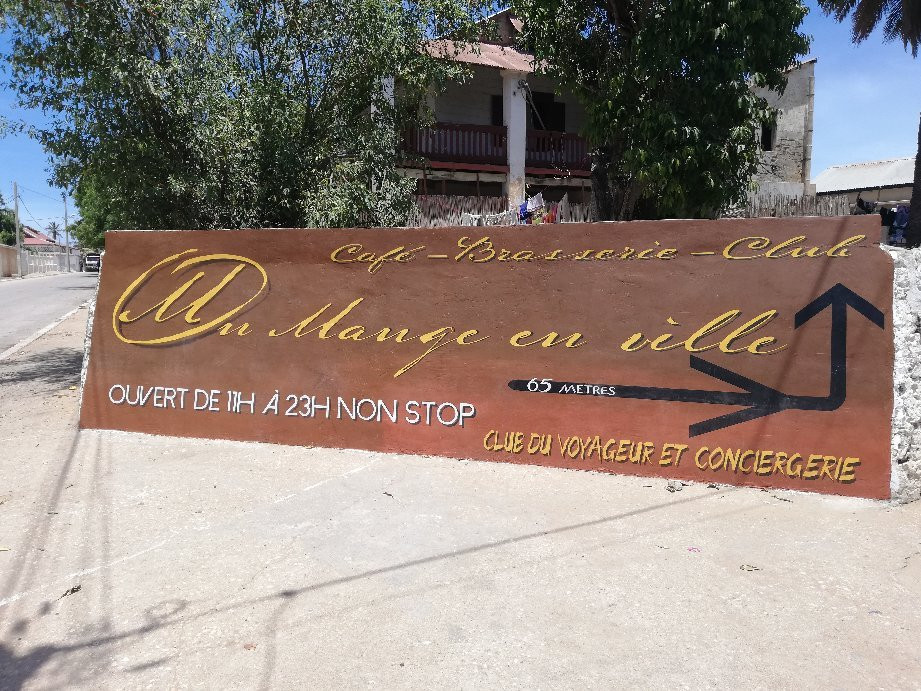 Café - Brasserie - Club
On Mange en ville
65 MÈTRES
OUVERT DE 11H À 23H NON STOP
CLUB DU VOYAGEUR ET CONCIERGERIE